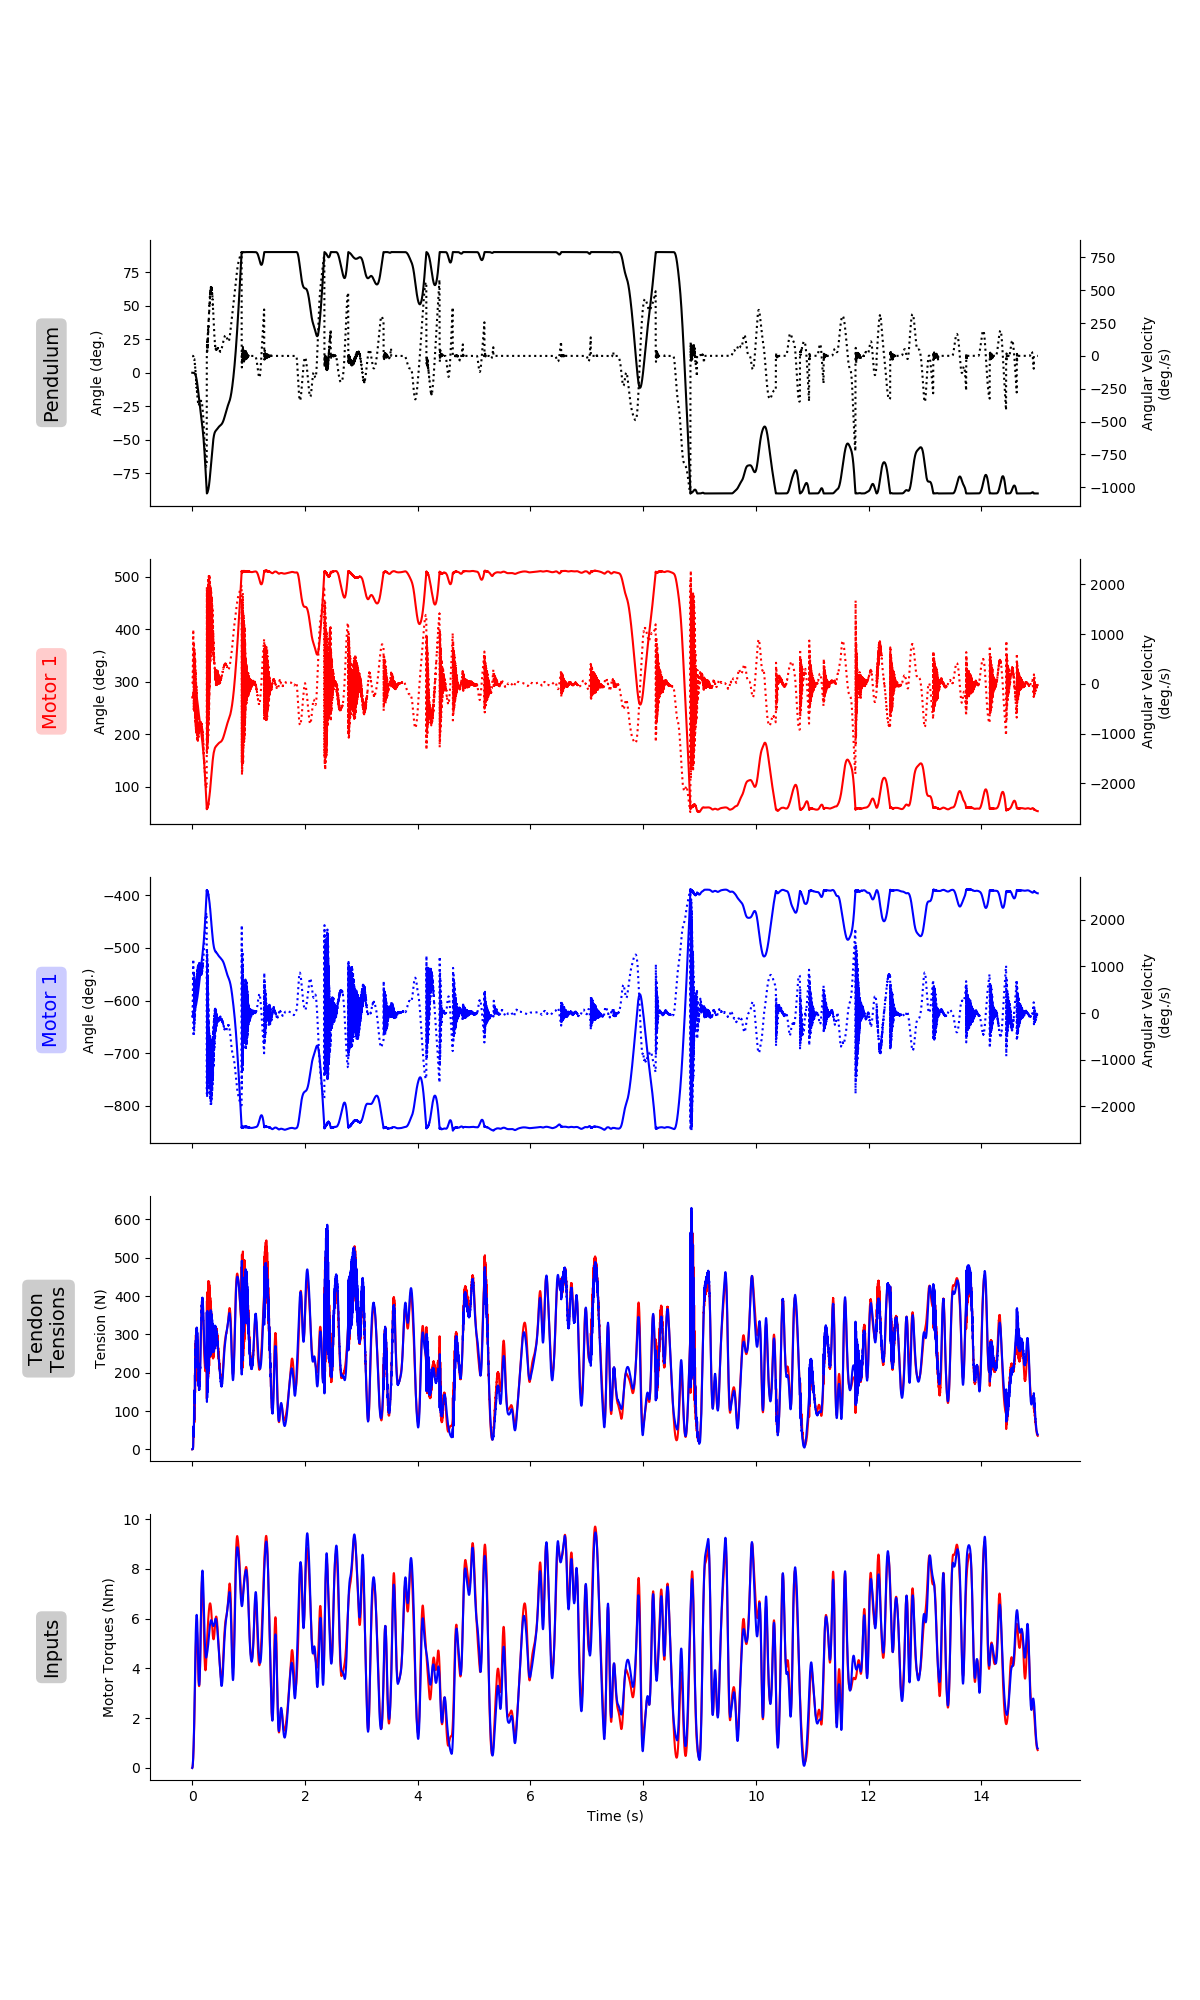 Pendulum
Angle (deg.)
75
50
25
0
−25
−50
−75
750
500
250
0
−250
−500
−750
−1000
Angular Velocity
(deg./s)
Motor 1
Angle (deg.)
500
400
300
200
100
2000
1000
0
−1000
−2000
Angular Velocity
(deg./s)
Motor 1
Angle (deg.)
−400
−500
−600
−700
−800
2000
1000
0
−1000
−2000
Angular Velocity
(deg./s)
Tendon
Tensions
Tension (N)
600
500
400
300
200
100
0
Inputs
Motor Torques (Nm)
10
8
6
4
2
0
0 2 4 6 8 10 12 14
Time (s)